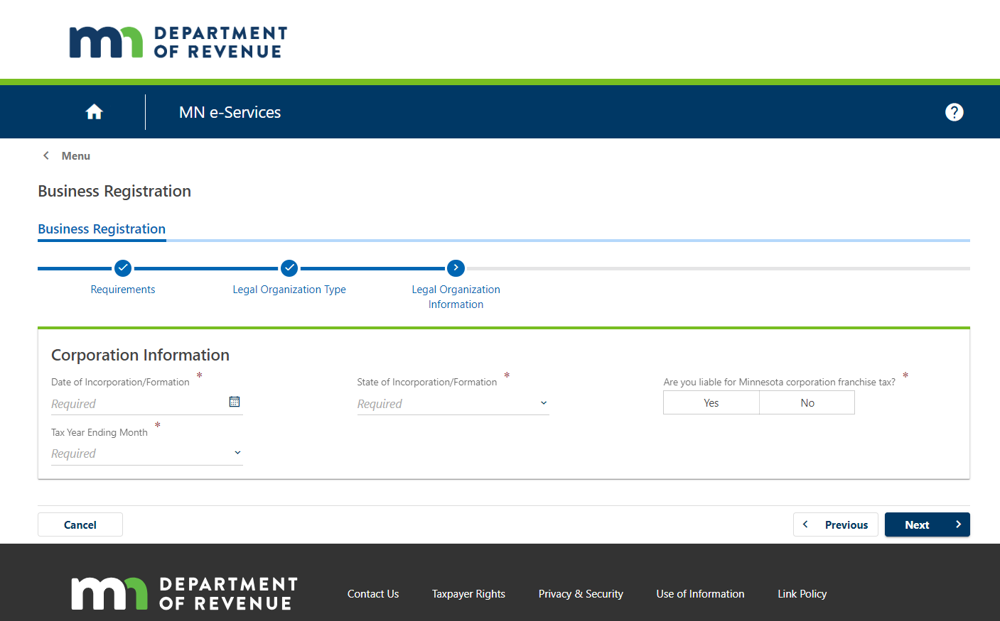 mn DEPARTMENT
OF REVENUE
MN e-Services
?
Menu
Business Registration
Business Registration
Requirements
Legal Organization Type
Legal Organization
Information
Corporation Information
Date of Incorporation/Formation *
State of Incorporation/Formation *
Are you liable for Minnesota corporation franchise tax? *
Required
Required
Yes
No
Tax Year Ending Month *
Required
Cancel
Previous
Next
mn DEPARTMENT
OF REVENUE
Contact Us
Taxpayer Rights
Privacy & Security
Use of Information
Link Policy